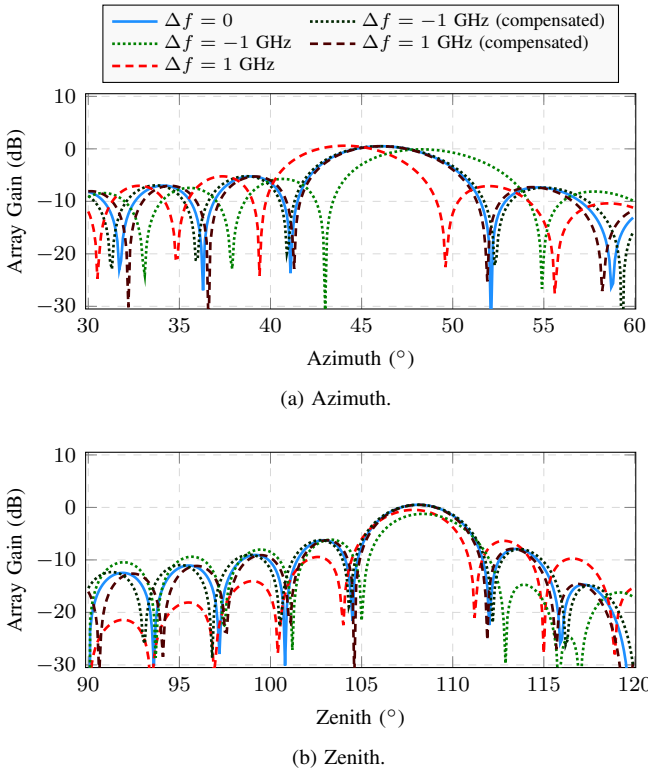 Δf = 0
Δf = −1 GHz
Δf = 1 GHz
Δf = −1 GHz (compensated)
Δf = 1 GHz (compensated)
10
0
−10
−20
−30
Array Gain (dB)
30 35 40 45 50 55 60
Azimuth (°)
(a) Azimuth.
10
0
−10
−20
−30
Array Gain (dB)
90 95 100 105 110 115 120
Zenith (°)
(b) Zenith.